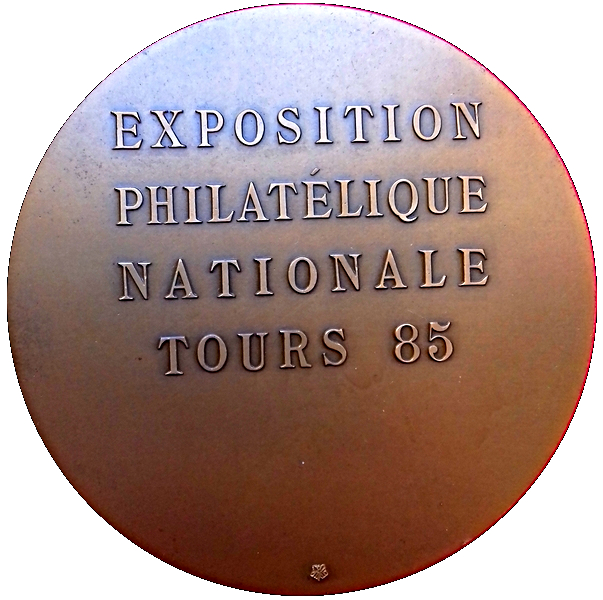 EXPOSITION
PHILATÉLIQUE
NATIONALE
TOURS 85